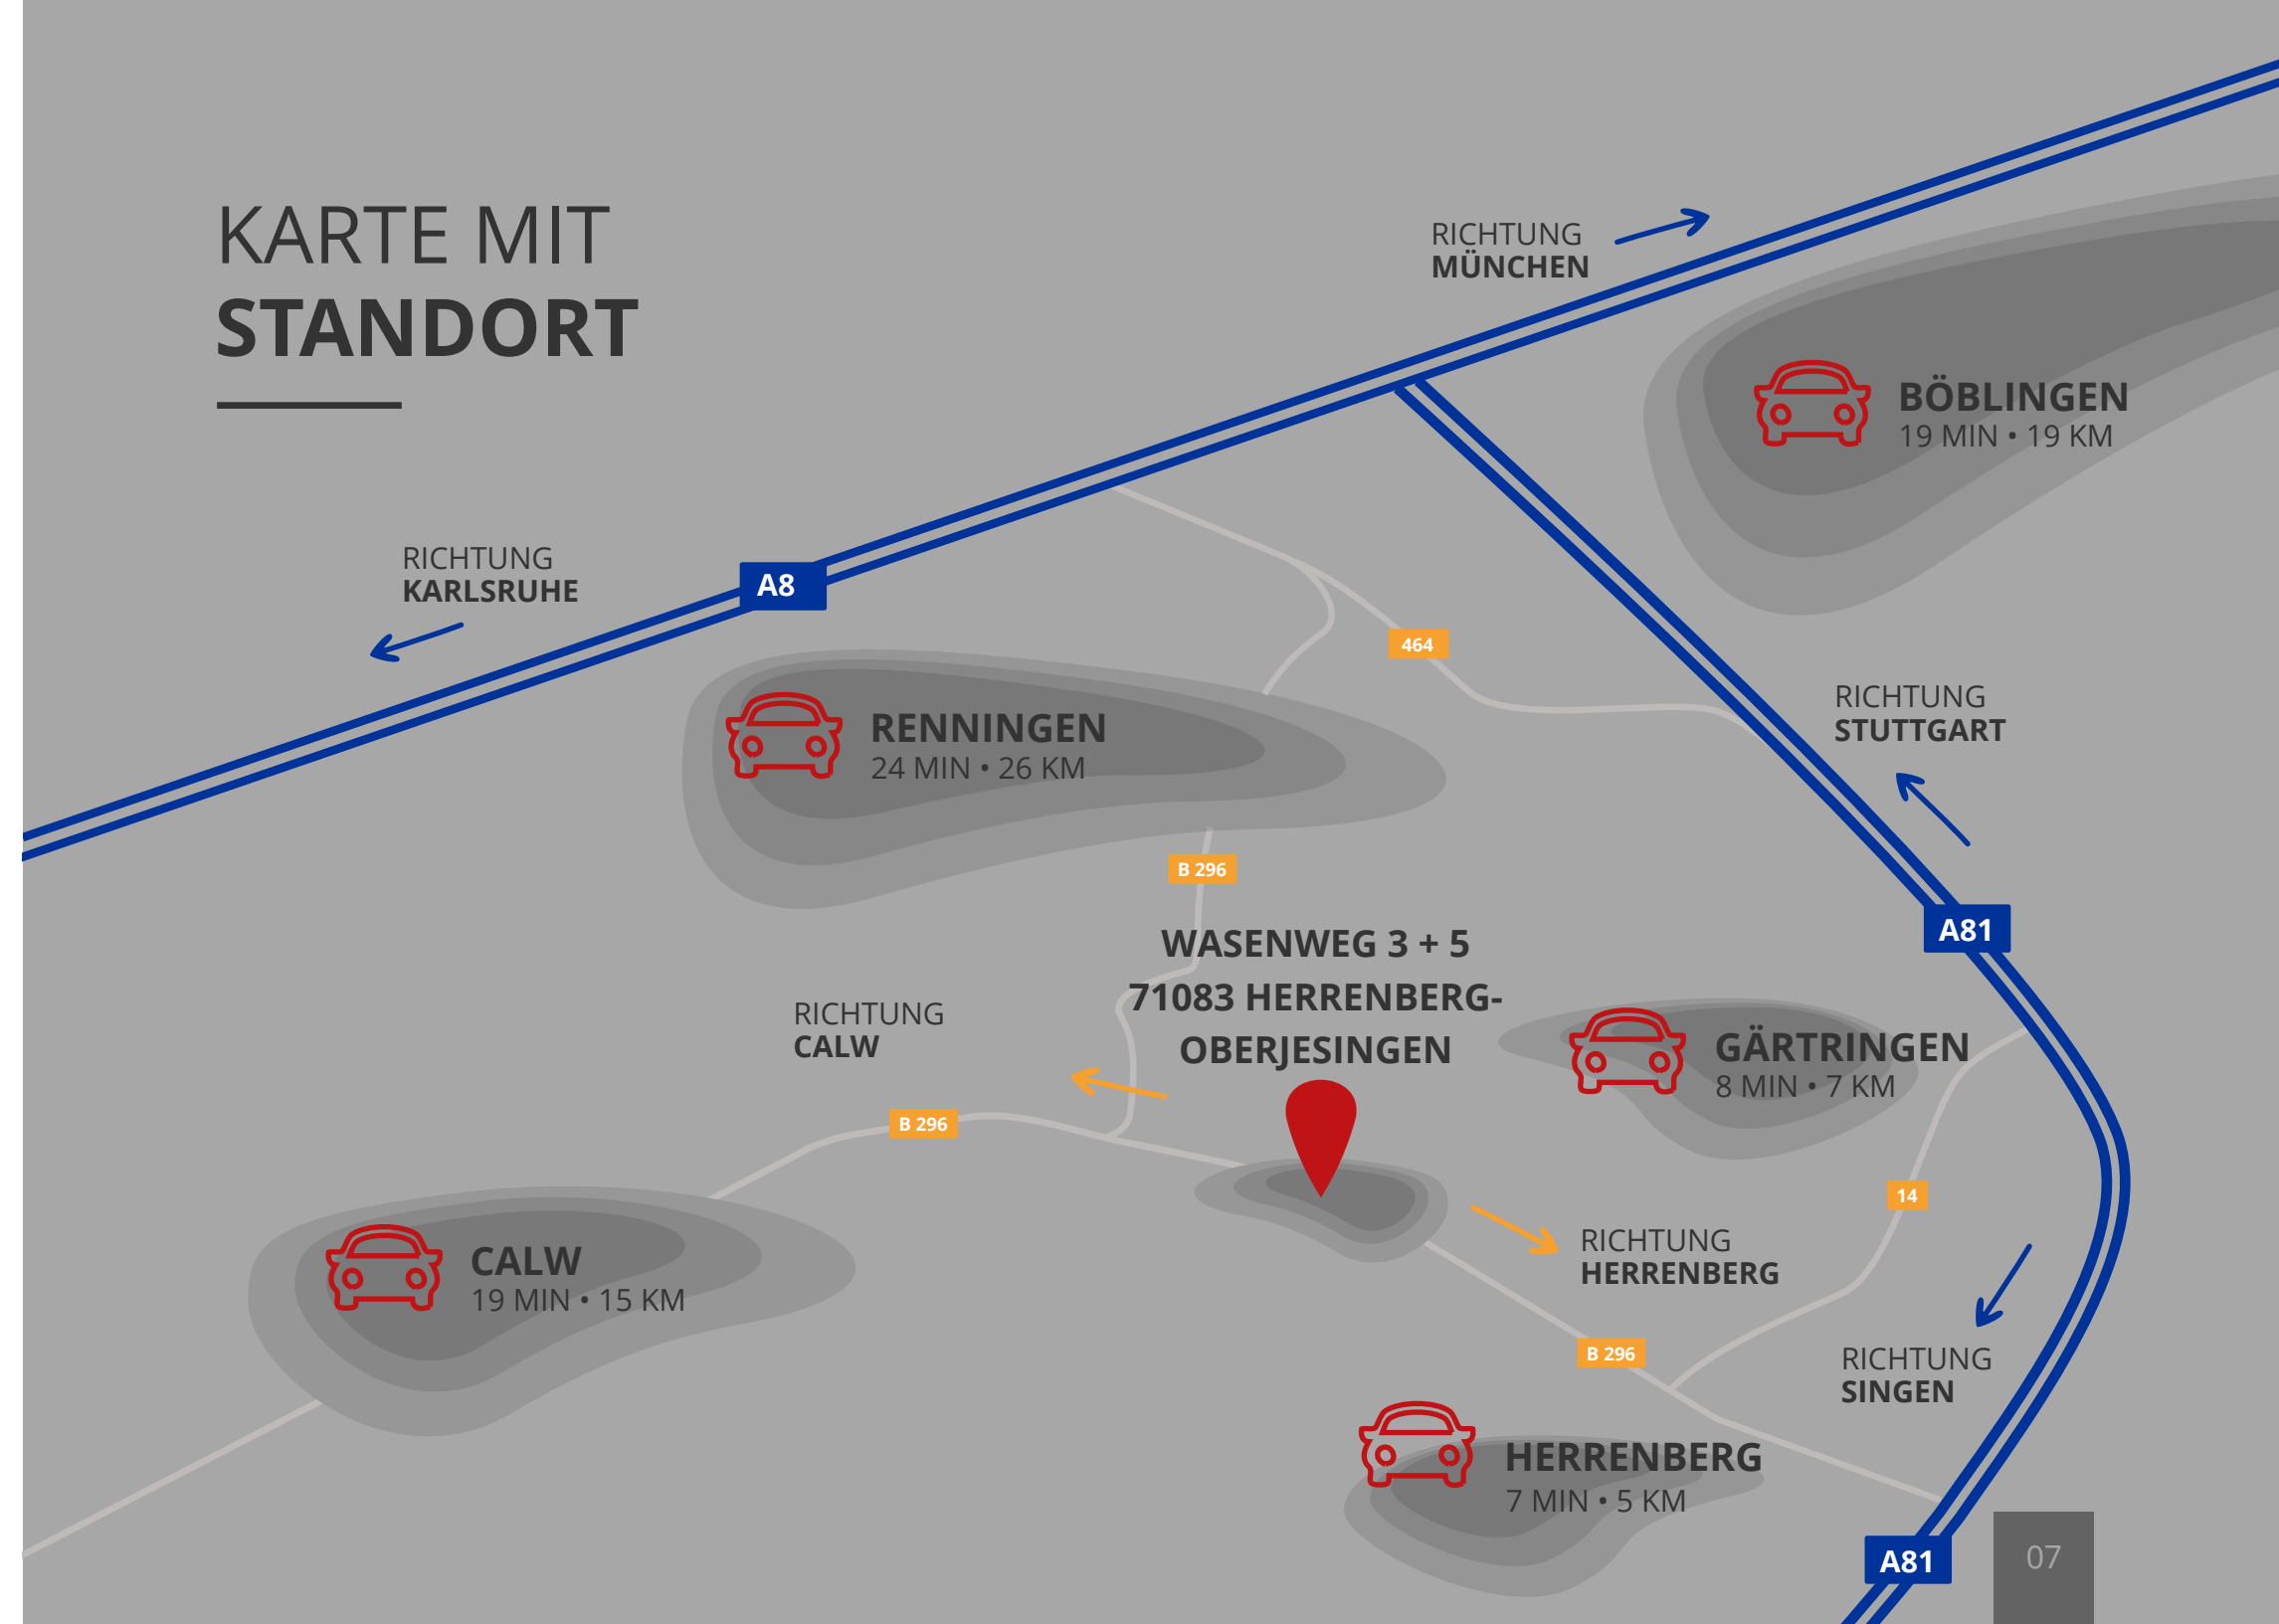 KARTE MIT
STANDORT
RICHTUNG
MÜNCHEN
BÖBLINGEN
19 MIN • 19 KM
RICHTUNG
KARLSRUHE
A8
464
RENNINGEN
24 MIN • 26 KM
RICHTUNG
STUTTGART
B 296
A81
WASENWEG 3 + 5
71083 HERRENBERG-
OBERJESINGEN
RICHTUNG
CALW
GÄRTRINGEN
8 MIN • 7 KM
B 296
14
CALW
19 MIN • 15 KM
RICHTUNG
HERRENBERG
B 296
RICHTUNG
SINGEN
HERRENBERG
7 MIN • 5 KM
A81
07